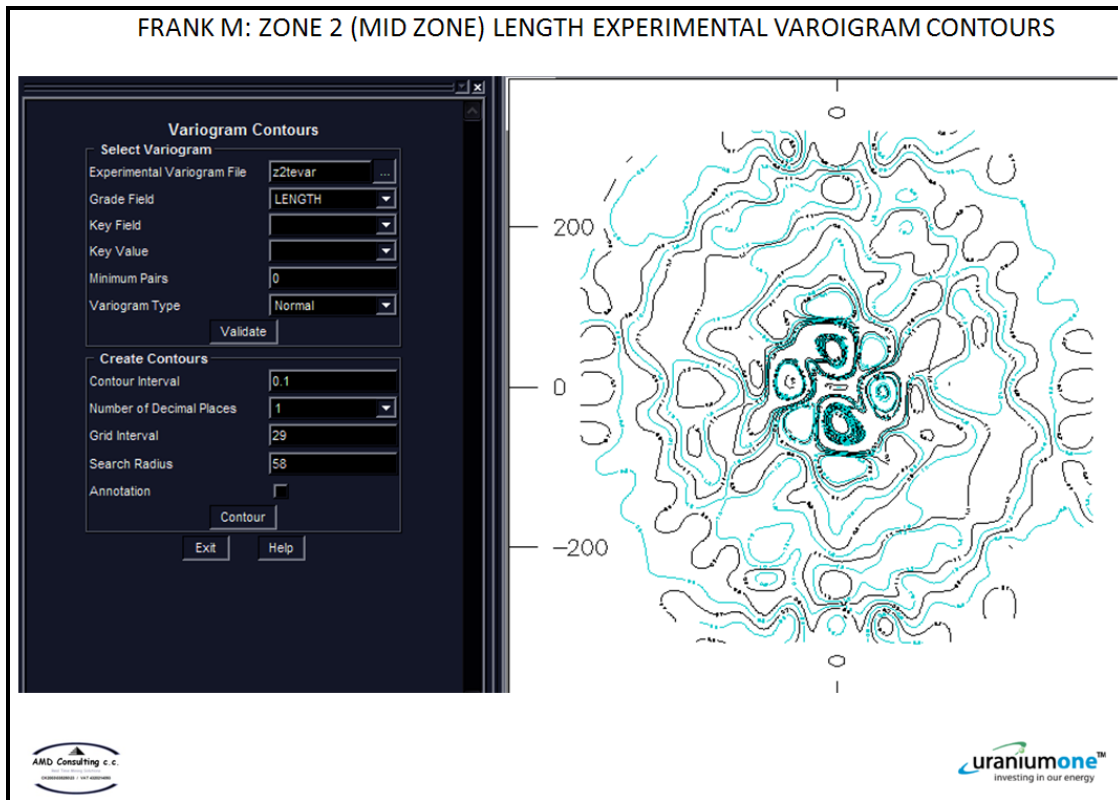 FRANK M: ZONE 2 (MID ZONE) LENGTH EXPERIMENTAL VAROIGRAM CONTOURS
Variogram Contours
Select Variogram
Experimental Variogram File z2tevar ...
Grade Field LENGTH
Key Field
Key Value
Minimum Pairs 0
Variogram Type Normal
Validate
Create Contours
Contour Interval 0.1
Number of Decimal Places 1
Grid Interval 29
Search Radius 58
Annotation
Contour
Exit Help
200
0
-200
0
0
AMD Consulting c.c.
uraniumone™
investing in our energy